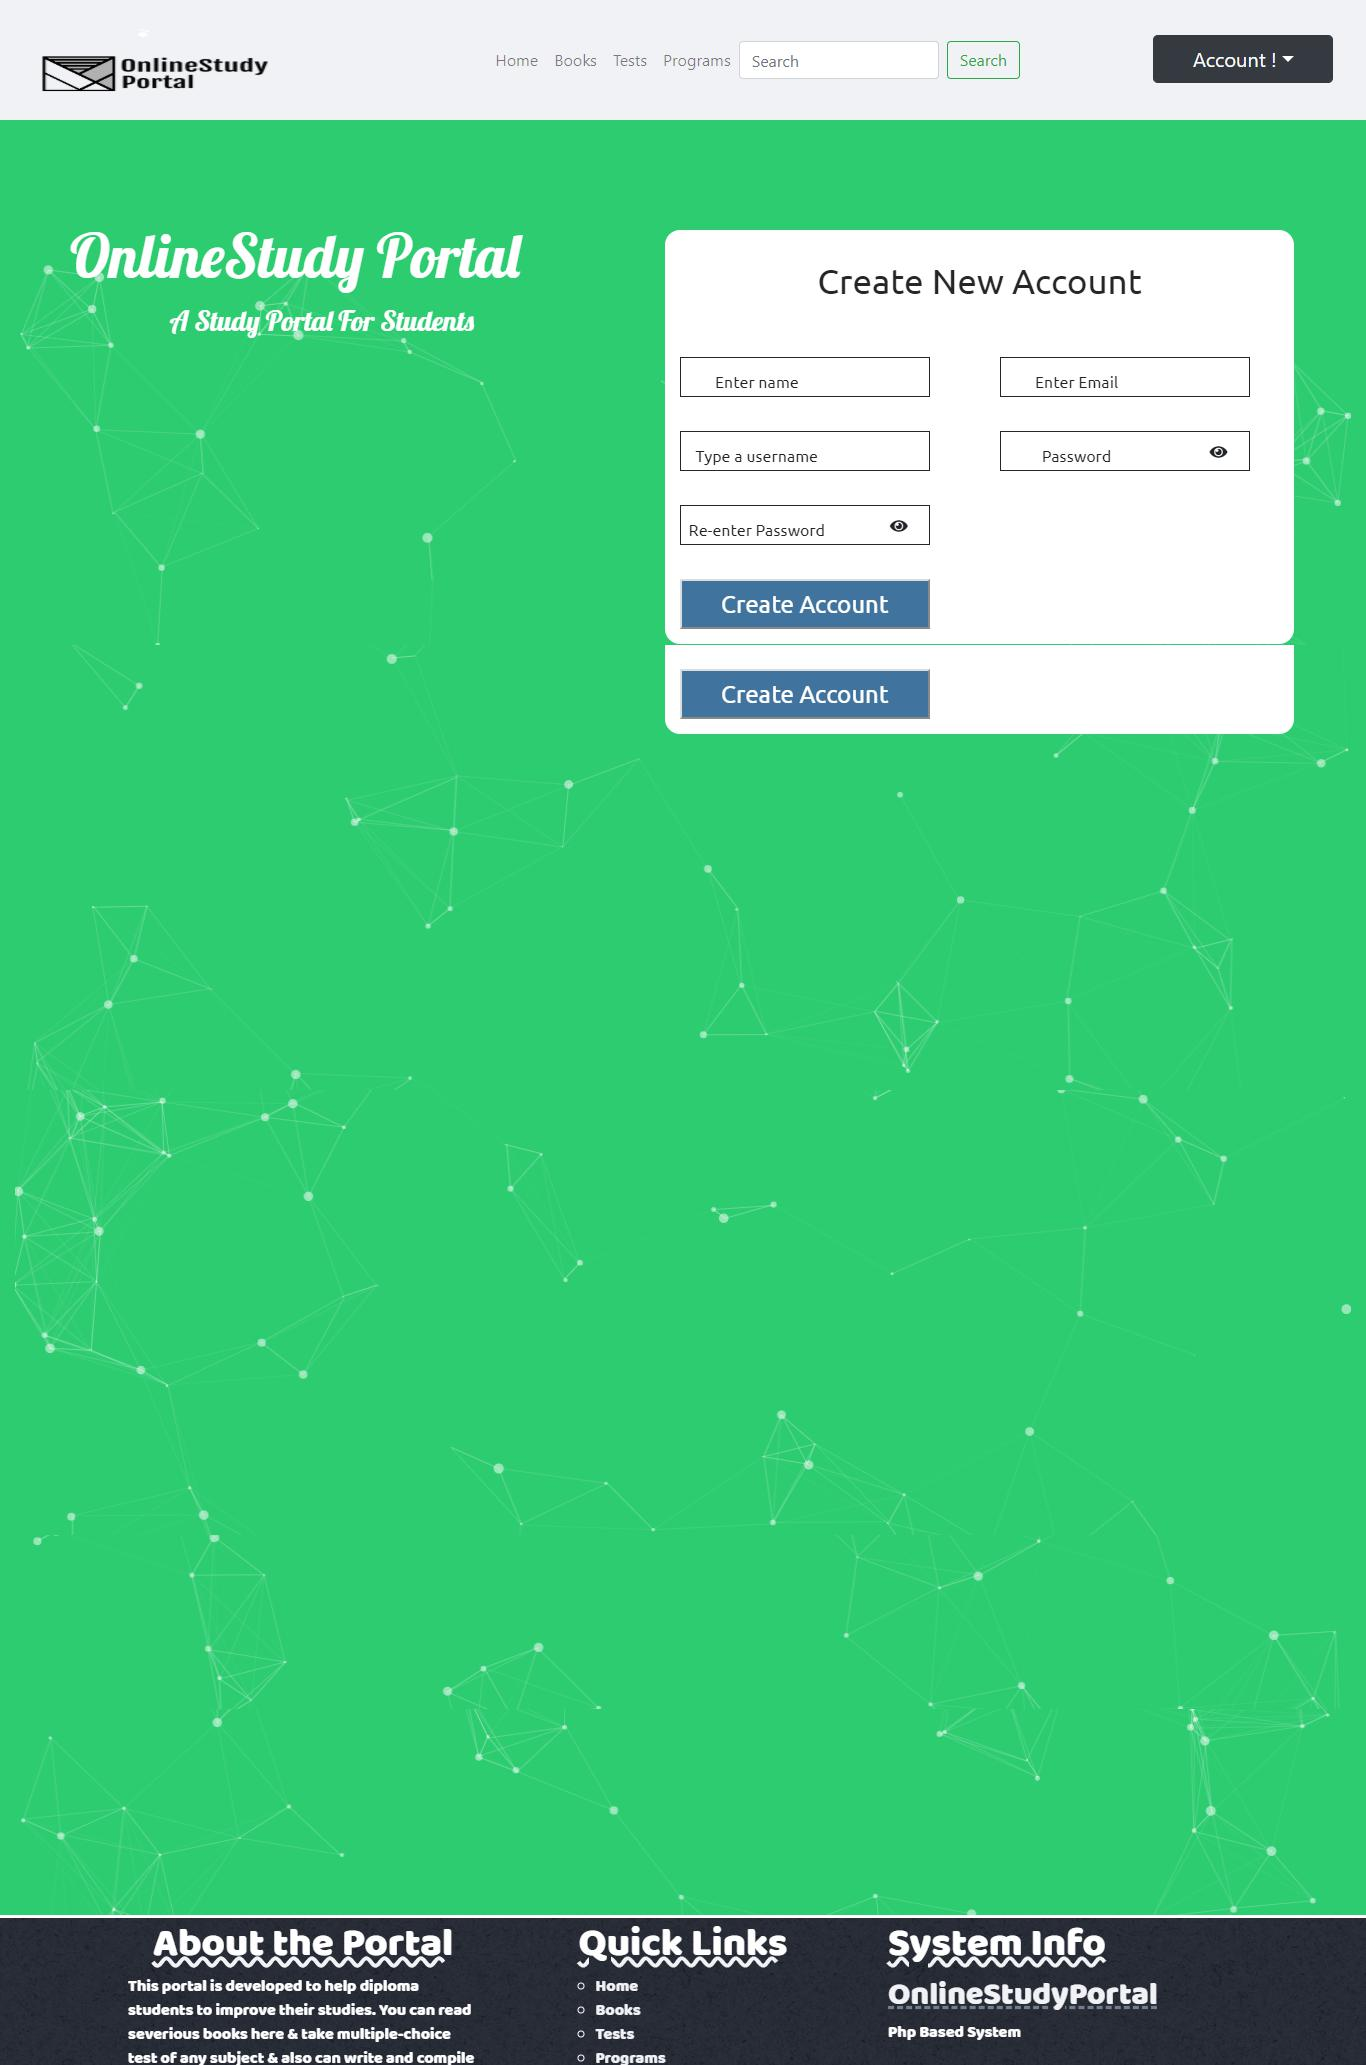 OnlineStudy
Portal
Home Books Tests Programs Search Search
Account !
OnlineStudy Portal
A Study Portal For Students
Create New Account
Enter name Enter Email
Type a username Password
Re-enter Password
Create Account
Create Account
About the Portal
This portal is developed to help diploma
students to improve their studies. You can read
severious books here & take multiple-choice
test of any subject & also can write and compile
Quick Links
Home
Books
Tests
Programs
System Info
OnlineStudyPortal
Php Based System